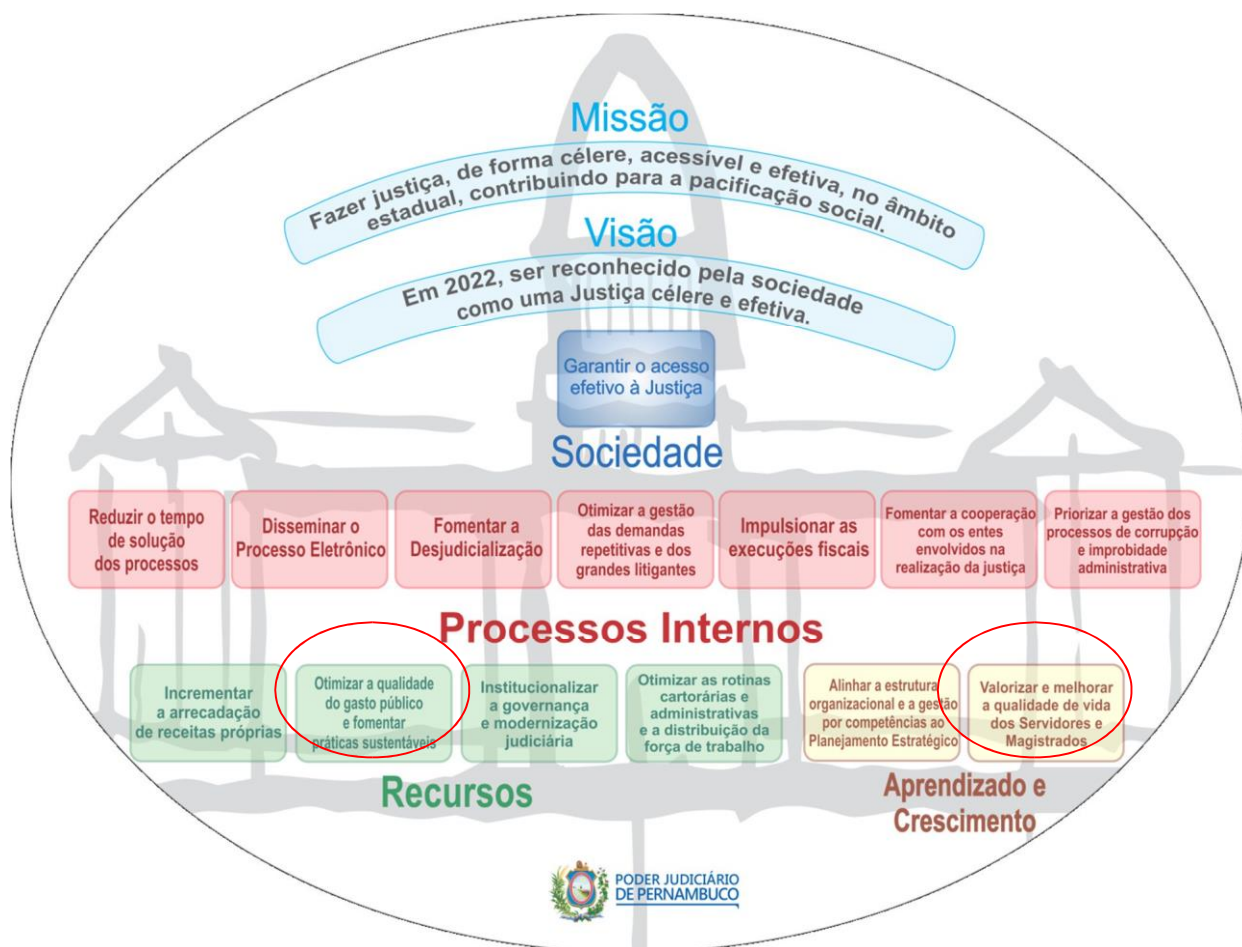 Missão
Fazer justiça, de forma célere, acessível e efetiva, no âmbito
estadual, contribuindo para a pacificação social.
Visão
Em 2022, ser reconhecido pela sociedade
como uma Justiça célere e efetiva.
Garantir o acesso
efetivo à Justiça
Sociedade
Reduzir o tempo
de solução
dos processos
Disseminar o
Processo Eletrônico
Fomentar a
Desjudicialização
Otimizar a gestão
das demandas
repetitivas e dos
grandes litigantes
Impulsionar as
execuções fiscais
Fomentar a cooperação
com os entes
envolvidos na
realização da justiça
Priorizar a gestão dos
processos de corrupção
e improbidade
administrativa
Processos Internos
Incrementar
a arrecadação
de receitas próprias
Otimizar a qualidade
do gasto público
e fomentar
práticas sustentáveis
Institucionalizar
a governança
e modernização
judiciária
Otimizar as rotinas
cartorárias e
administrativas
e a distribuição da
força de trabalho
Alinhar a estrutura
organizacional e a gestão
por competências ao
Planejamento Estratégico
Valorizar e melhorar
a qualidade de vida
dos Servidores e
Magistrados
Recursos
Aprendizado e
Crescimento
PODER JUDICIÁRIO
DE PERNAMBUCO